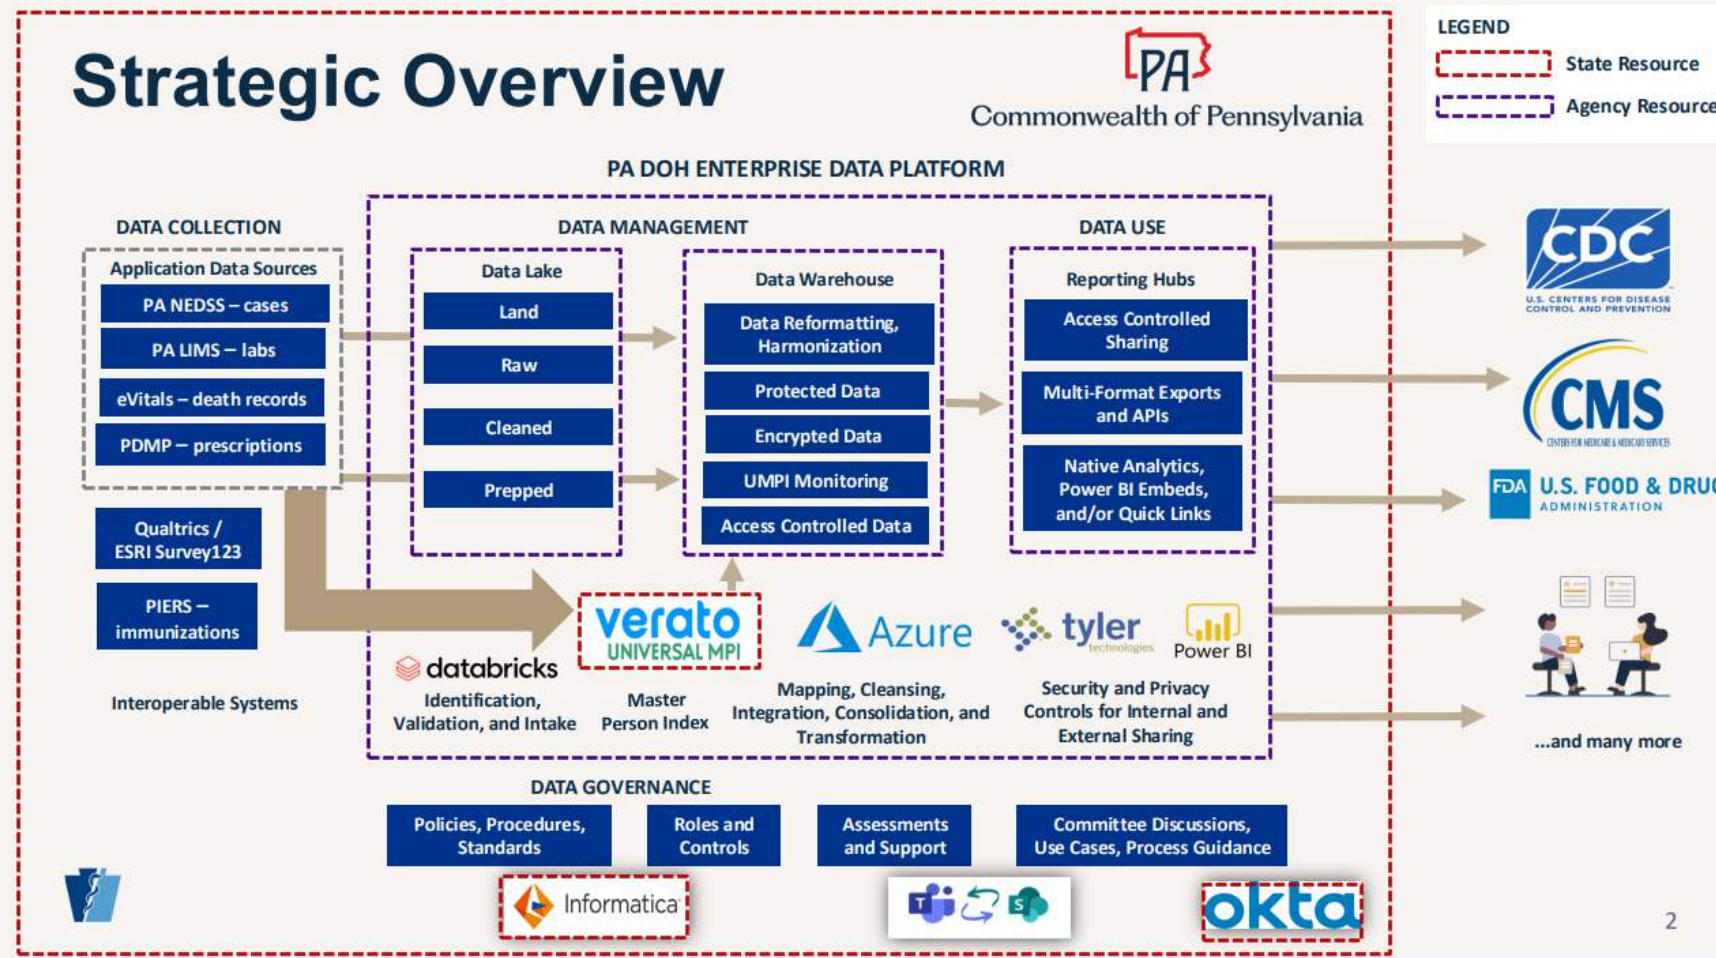 Strategic Overview
PA
Commonwealth of Pennsylvania
LEGEND
State Resource
Agency Resource
PA DOH ENTERPRISE DATA PLATFORM
DATA COLLECTION
Application Data Sources
PA NEDSS – cases
PA LIMS – labs
eVitals – death records
PDMP – prescriptions
Qualtrics /
ESRI Survey123
PIERS –
immunizations
Interoperable Systems
DATA MANAGEMENT
Data Lake
Land
Raw
Cleaned
Prepped
Data Warehouse
Data Reformatting,
Harmonization
Protected Data
Encrypted Data
UMPI Monitoring
Access Controlled Data
DATA USE
Reporting Hubs
Access Controlled
Sharing
Multi-Format Exports
and APIs
Native Analytics,
Power BI Embeds,
and/or Quick Links
databricks
Identification,
Validation, and Intake
verato
UNIVERSAL MPI
Master
Person Index
Azure
Mapping, Cleansing,
Integration, Consolidation, and
Transformation
tyler
technologies
Power BI
Security and Privacy
Controls for Internal and
External Sharing
CDC
U.S. CENTERS FOR DISEASE
CONTROL AND PREVENTION
CMS
CENTERS FOR MEDICARE & MEDICAID SERVICES
FDA
U.S. FOOD & DRUG
ADMINISTRATION
...and many more
DATA GOVERNANCE
Policies, Procedures,
Standards
Roles and
Controls
Assessments
and Support
Committee Discussions,
Use Cases, Process Guidance
Informatica
T
S
okta
2